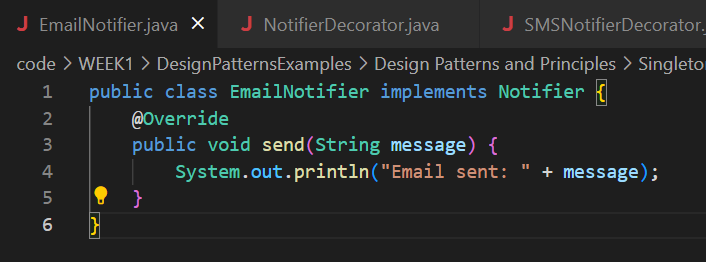 J EmailNotifier.java × J NotifierDecorator.java J SMSNotifierDecorator.
code > WEEK1 > DesignPatternsExamples > Design Patterns and Principles > Singleto
1 public class EmailNotifier implements Notifier {
2 @Override
3 public void send(String message) {
4 System.out.println("Email sent: " + message);
5 }
6 }